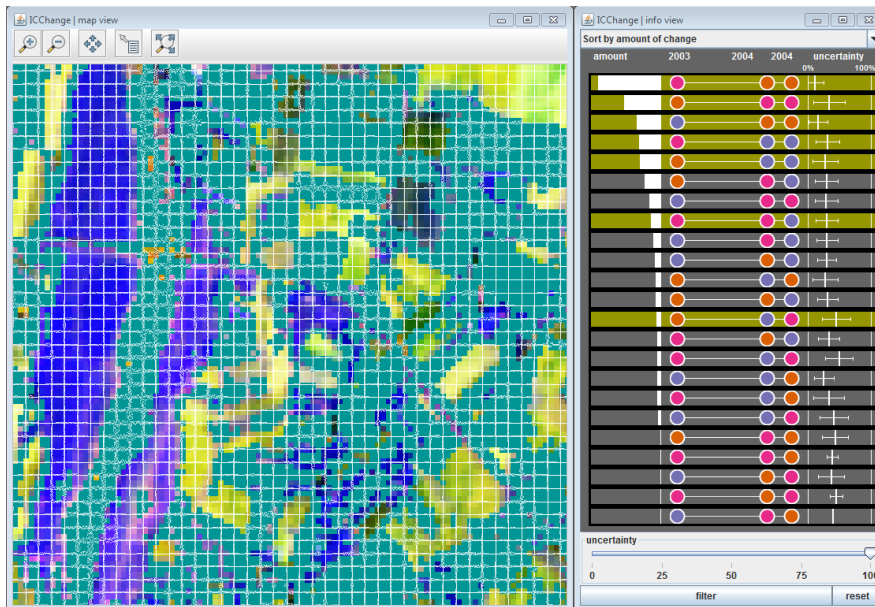 ICChange | map view
ICChange | info view
Sort by amount of change
amount 2003 2004 2004 uncertainty
0% 100%
uncertainty
0 25 50 75 100
filter reset